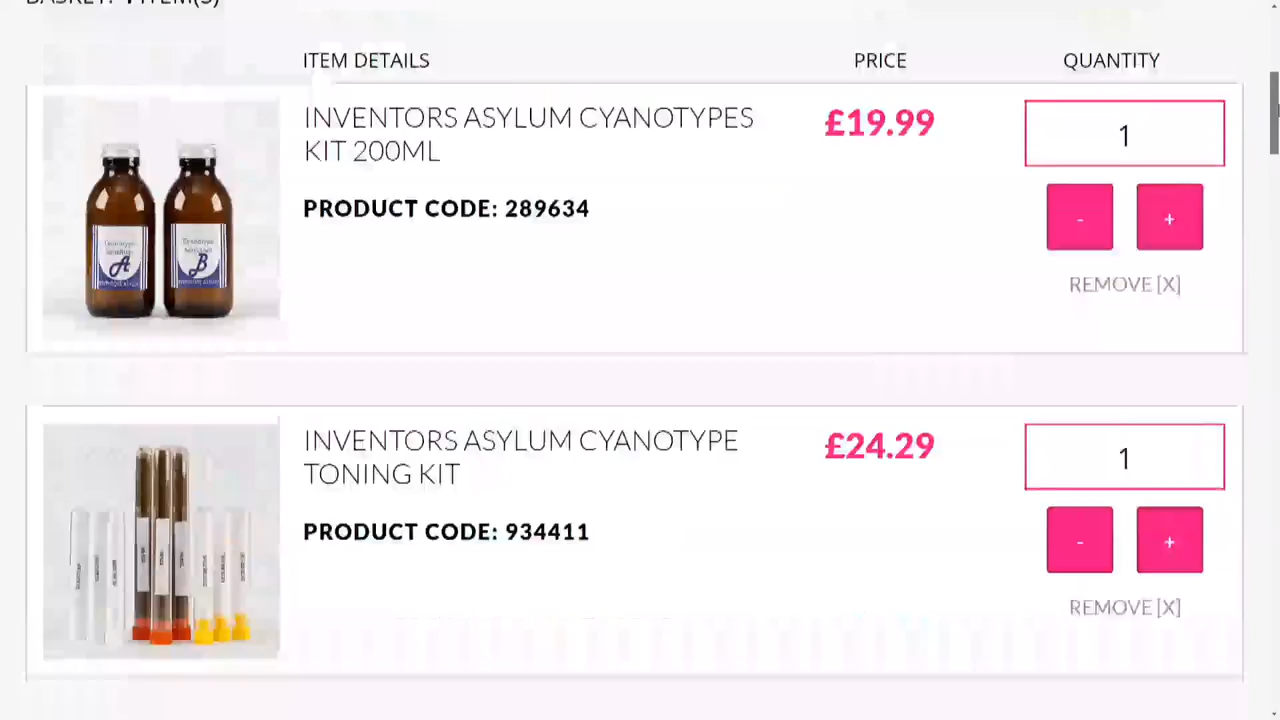 ITEM DETAILS PRICE QUANTITY
INVENTORS ASYLUM CYANOTYPES
KIT 200ML
£19.99
1
PRODUCT CODE: 289634
- +
REMOVE [X]
A B
INVENTORS ASYLUM CYANOTYPE
TONING KIT
£24.29
1
PRODUCT CODE: 934411
- +
REMOVE [X]